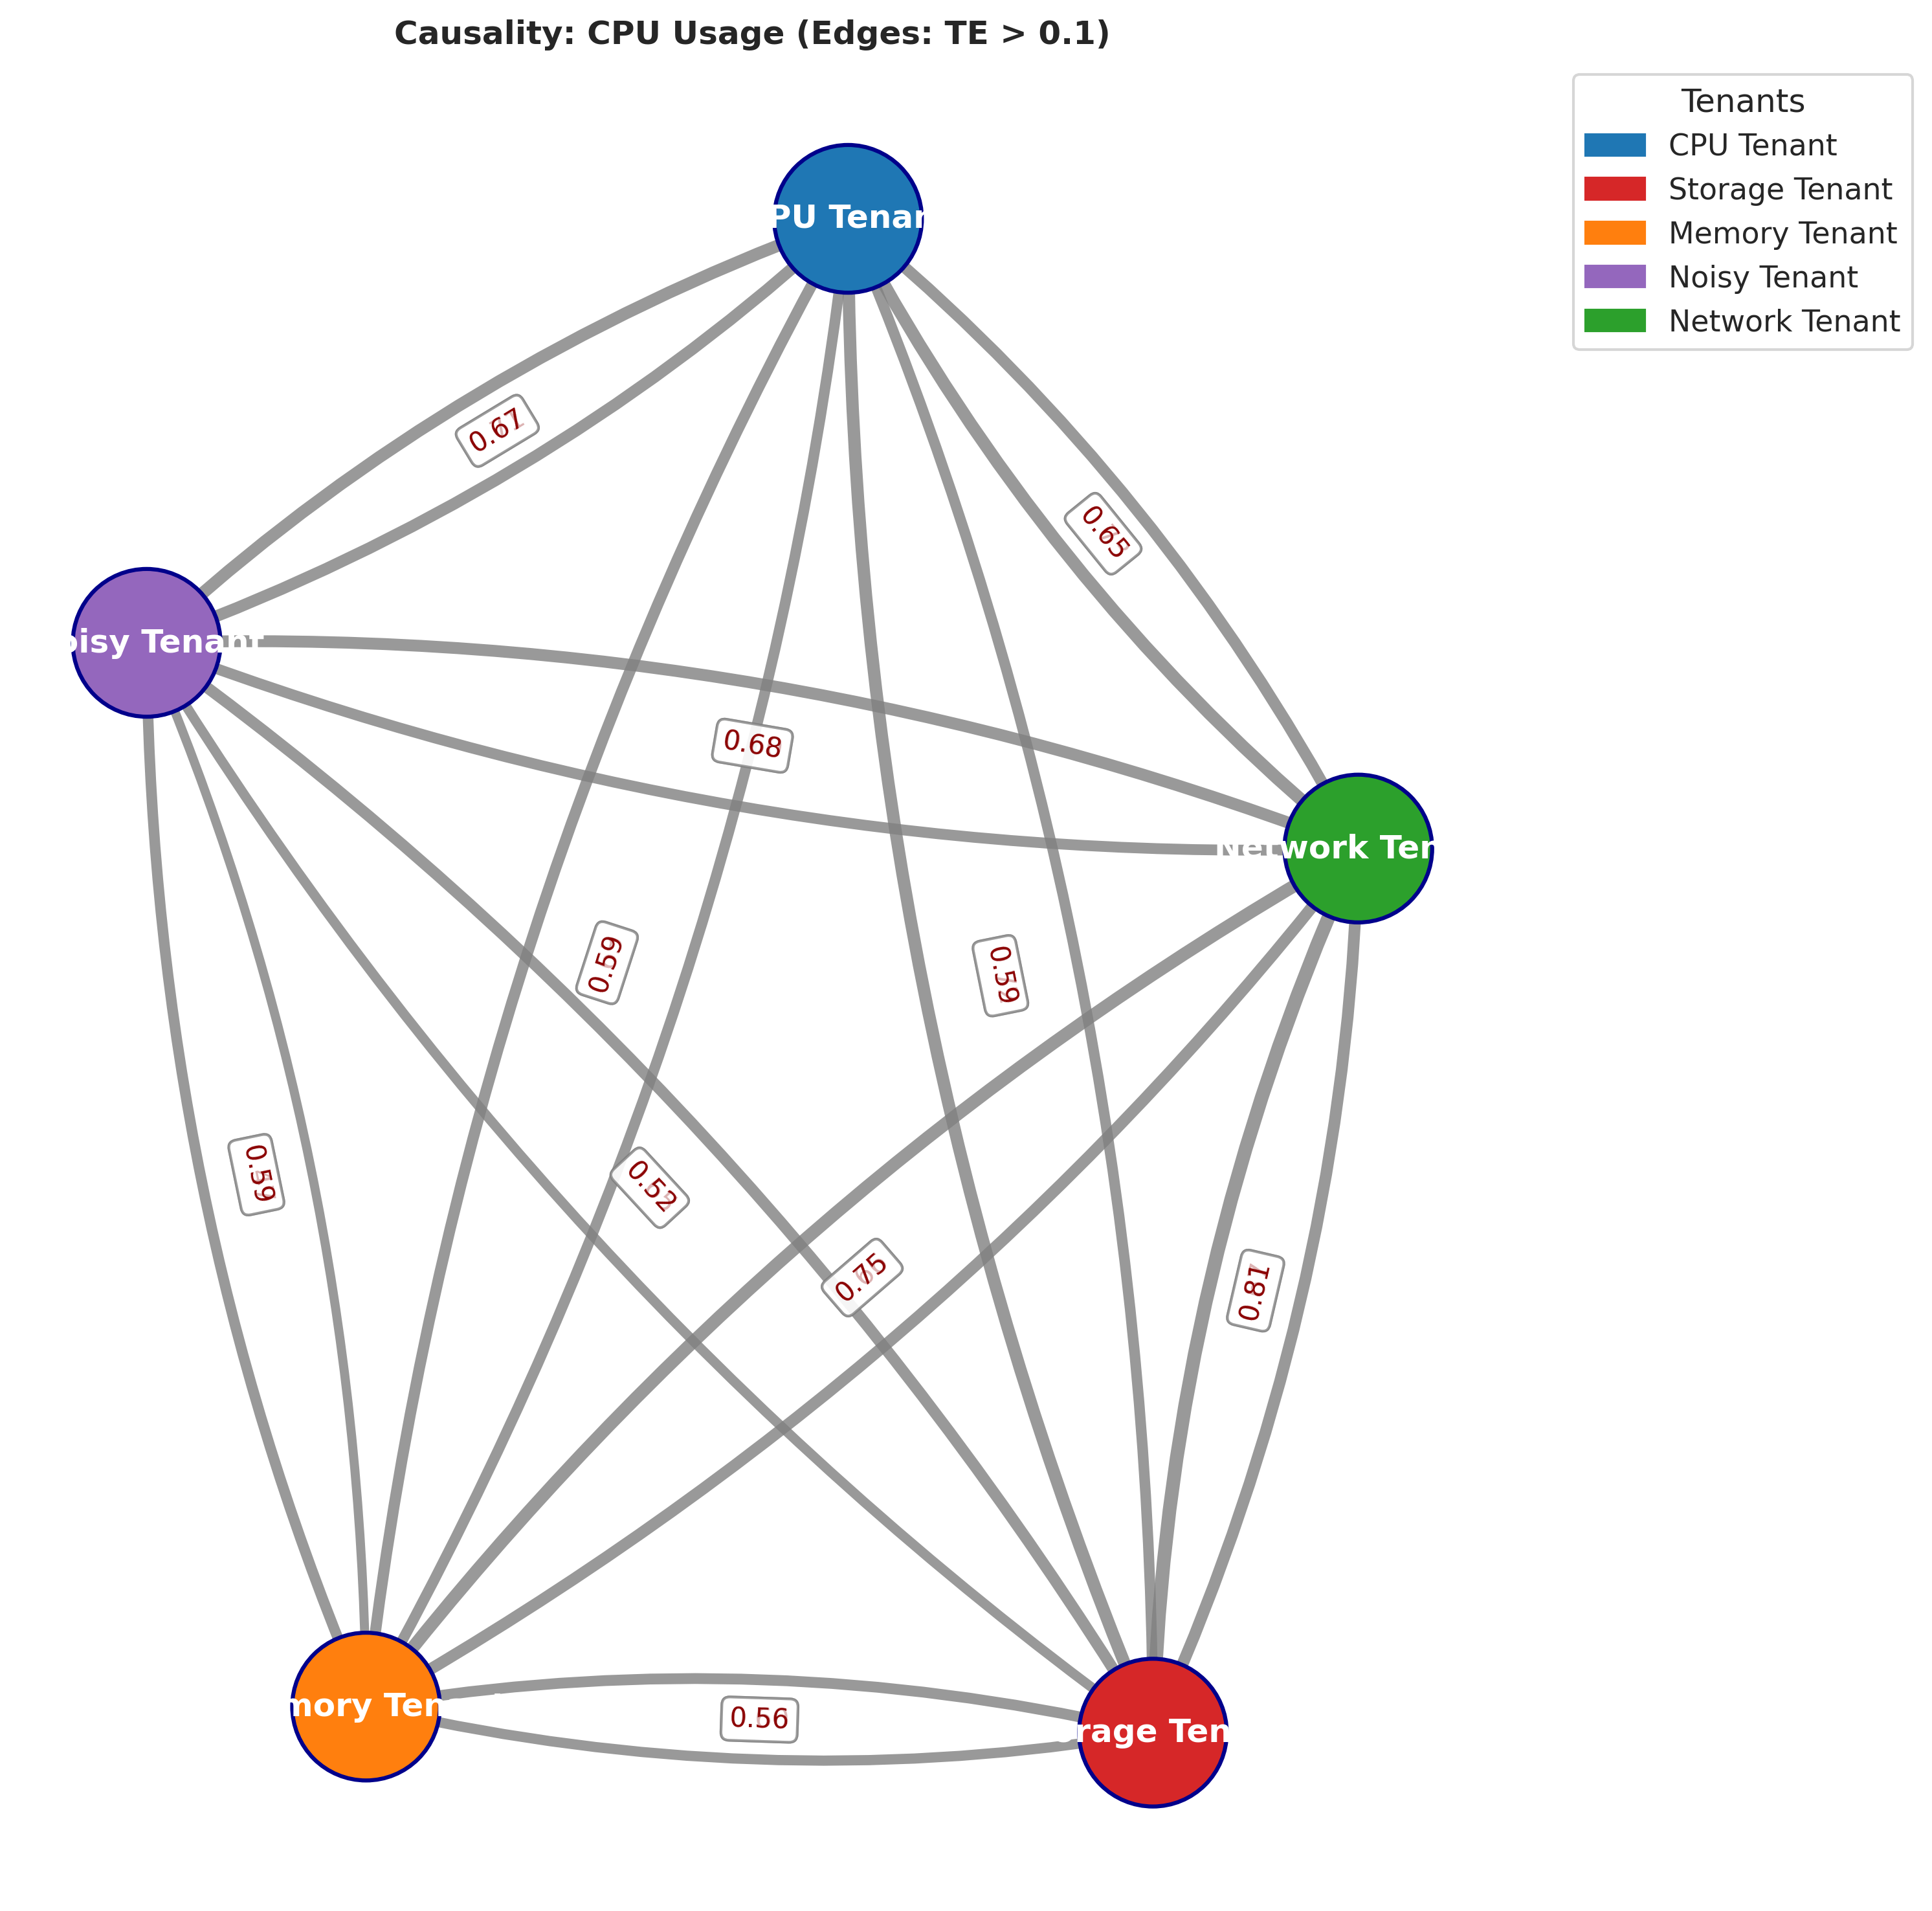 Causality: CPU Usage (Edges: TE > 0.1)
Tenants
CPU Tenant
Storage Tenant
Memory Tenant
Noisy Tenant
Network Tenant
PU Tenan
0.67
0.65
oisy Tenant
0.68
Network Ten
0.59
0.59
0.59
0.52
0.75
0.81
mory Ten
0.56
rage Ten